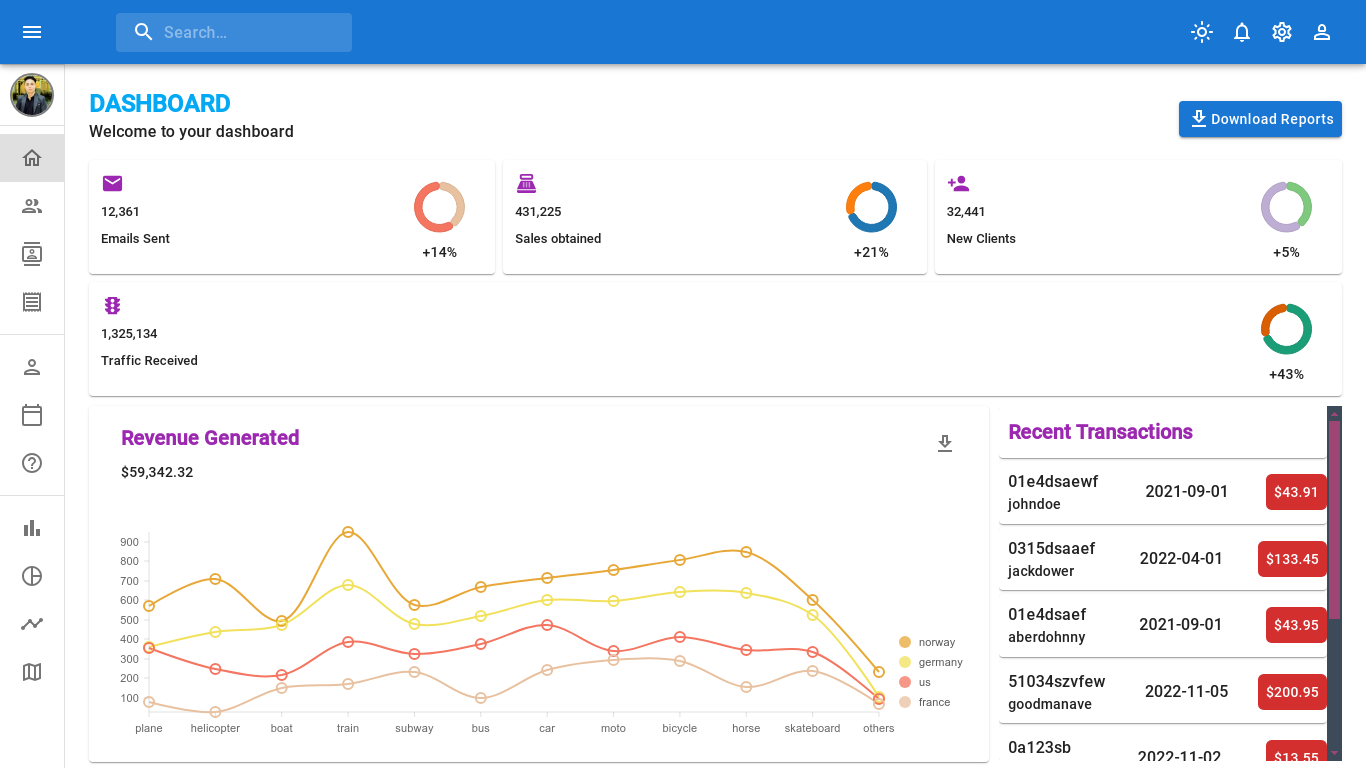 Search…
DASHBOARD
Welcome to your dashboard
Download Reports
12,361
Emails Sent
+14%
431,225
Sales obtained
+21%
32,441
New Clients
+5%
1,325,134
Traffic Received
+43%
Revenue Generated
$59,342.32
900
800
700
600
500
400
300
200
100
plane helicopter boat train subway bus car moto bicycle horse skateboard others
norway
germany
us
france
Recent Transactions
01e4dsaewf
johndoe
2021-09-01
$43.91
0315dsaaef
jackdower
2022-04-01
$133.45
01e4dsaef
aberdohnny
2021-09-01
$43.95
51034szvfew
goodmanave
2022-11-05
$200.95
0a123sb
2022-11-02
$13.55